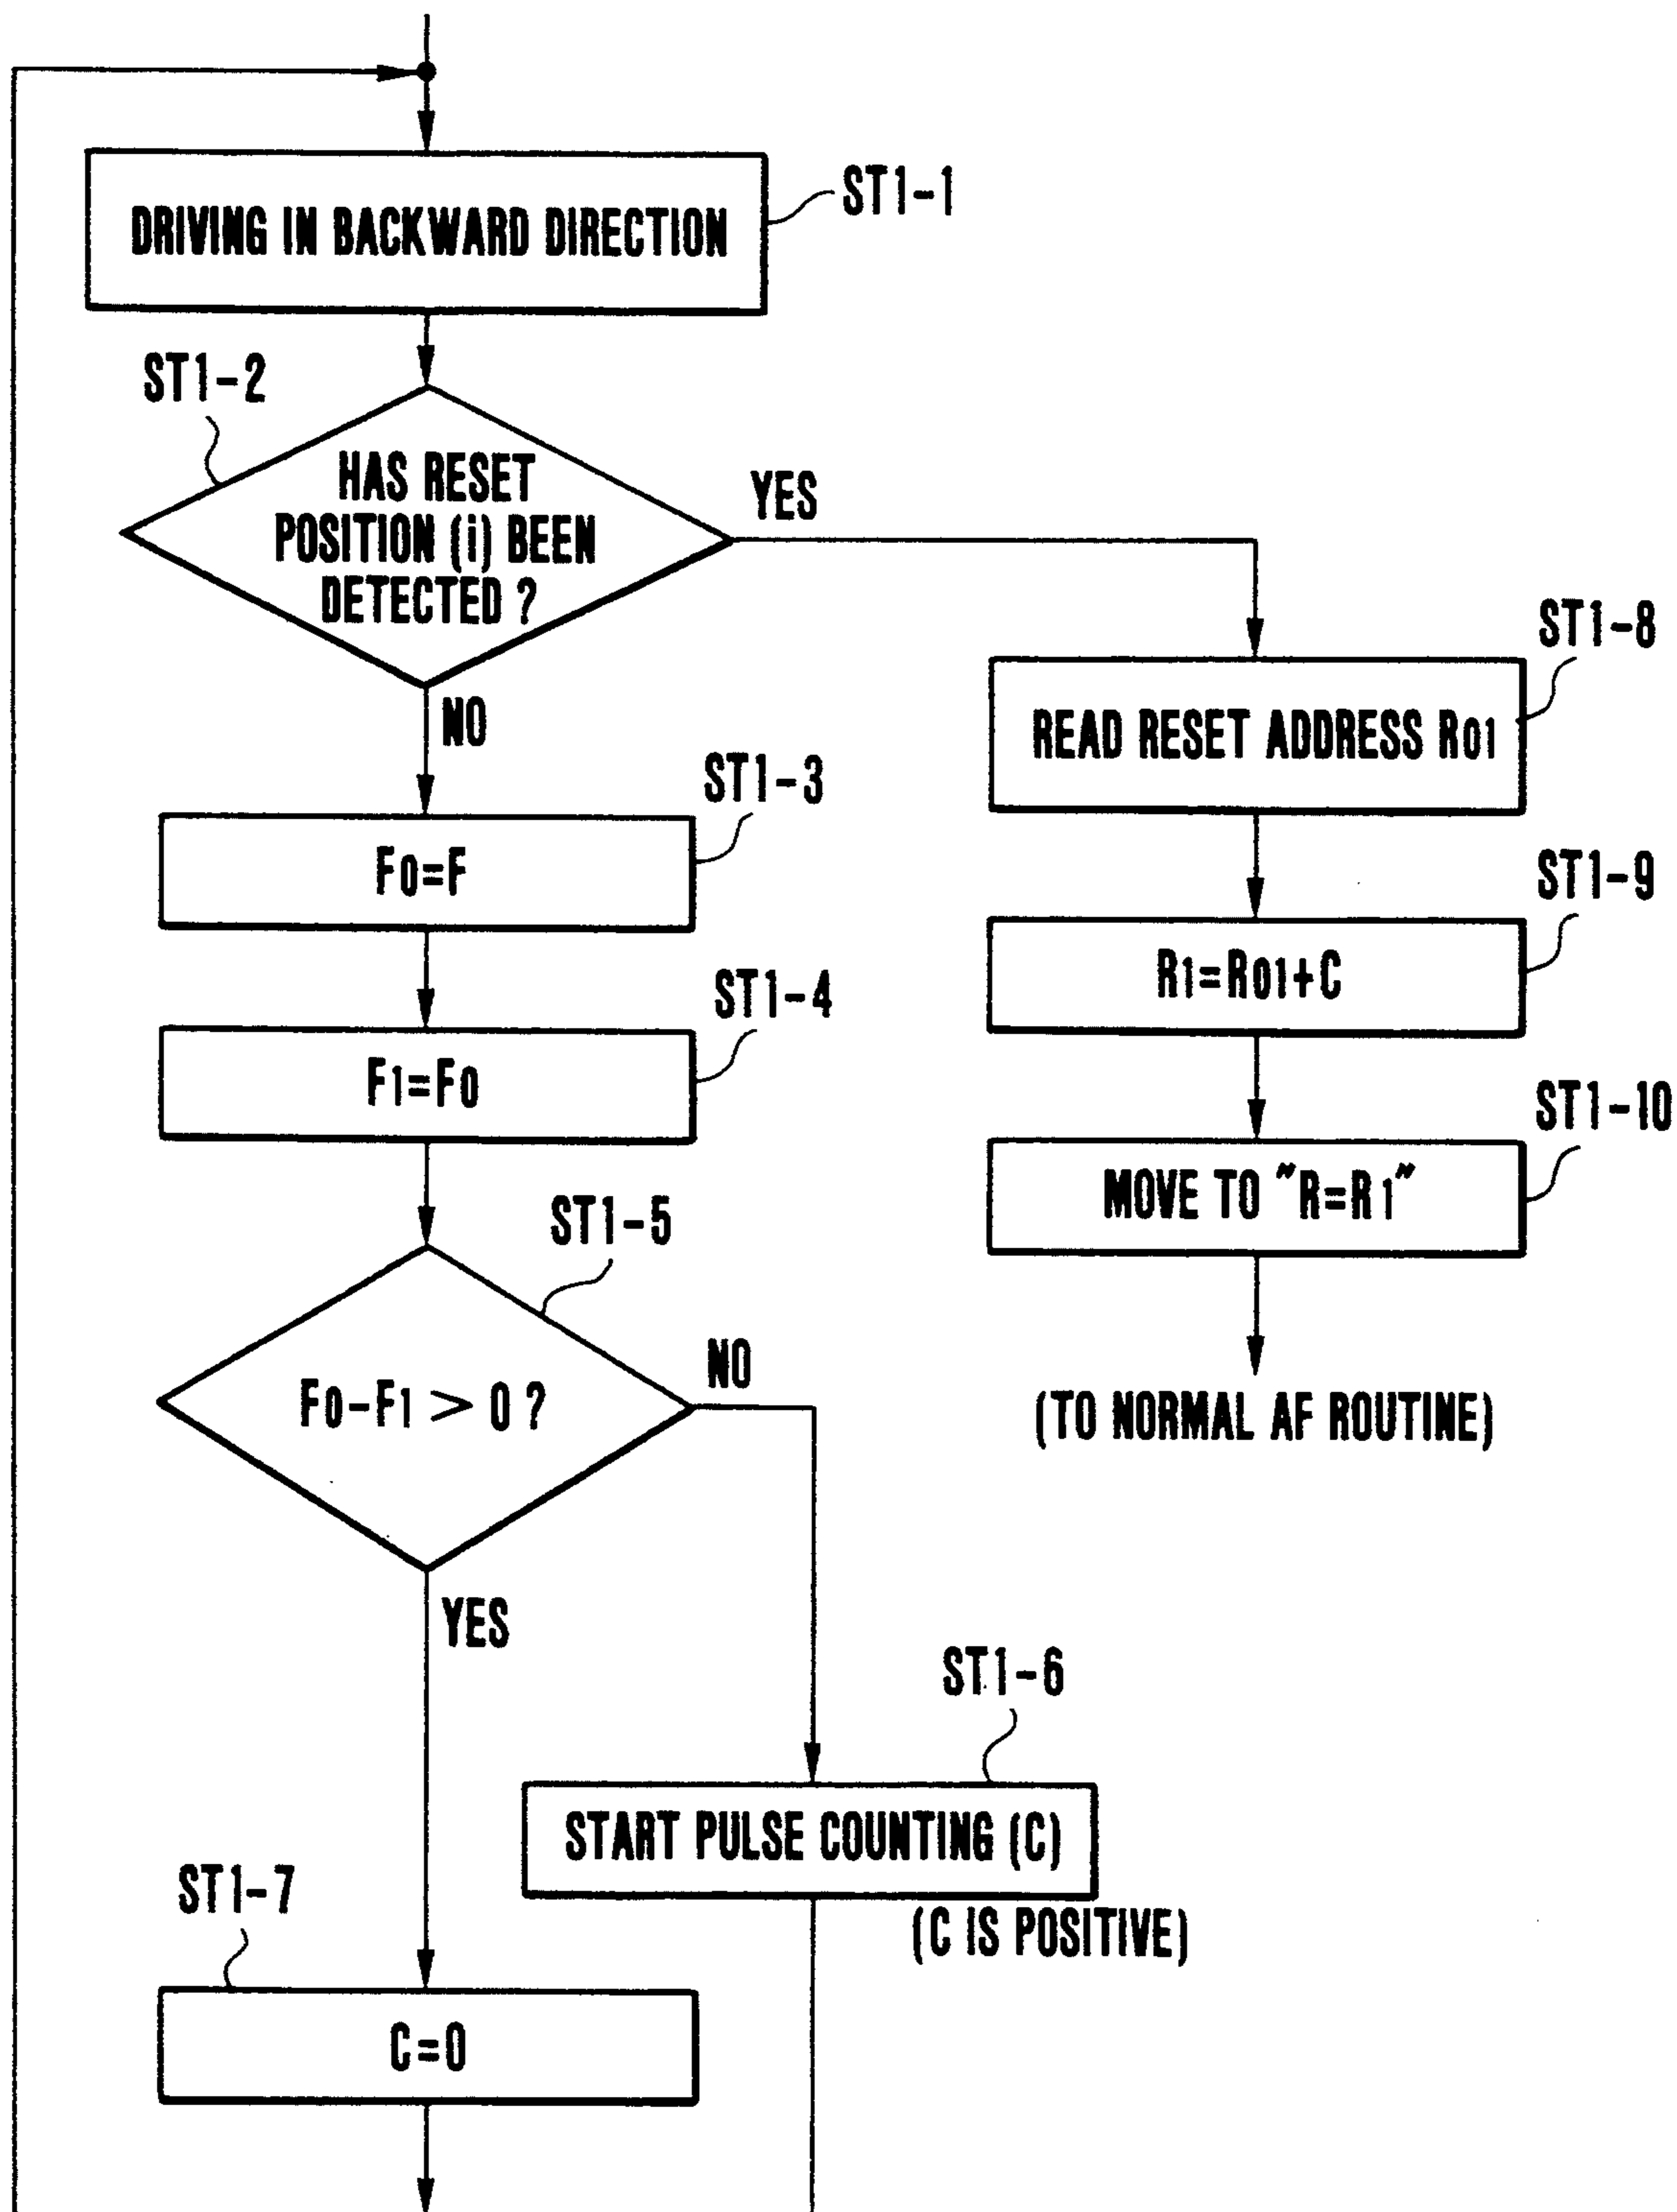 DRIVING IN BACKWARD DIRECTION
ST1-1
ST1-2
HAS RESET
POSITION (i) BEEN
DETECTED ?
YES
NO
ST1-3
F0=F
ST1-4
F1=F0
ST1-5
F0-F1 > 0 ?
NO
YES
ST1-6
START PULSE COUNTING (C)
(C IS POSITIVE)
ST1-7
C=0
ST1-8
READ RESET ADDRESS R01
ST1-9
R1=R01+C
ST1-10
MOVE TO "R=R1"
(TO NORMAL AF ROUTINE)